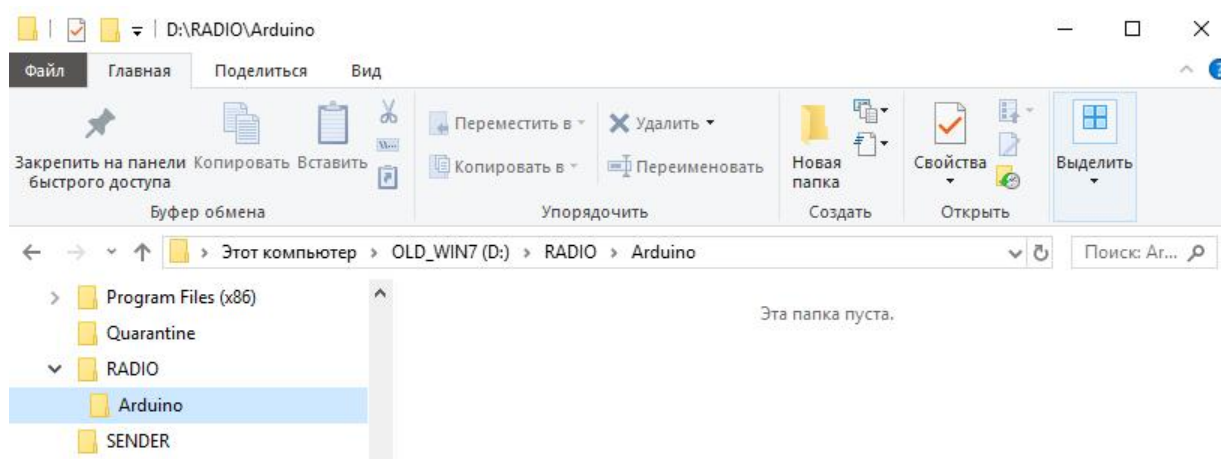 D:\RADIO\Arduino
Файл Главная Поделиться Вид
Закрепить на панели быстрого доступа
Копировать
Вставить
Буфер обмена
Переместить в
Копировать в
Удалить
Переименовать
Упорядочить
Новая папка
Создать
Свойства
Открыть
Выделить
Этот компьютер > OLD_WIN7 (D:) > RADIO > Arduino
Поиск: Ar...
Program Files (x86)
Quarantine
RADIO
Arduino
SENDER
Эта папка пуста.